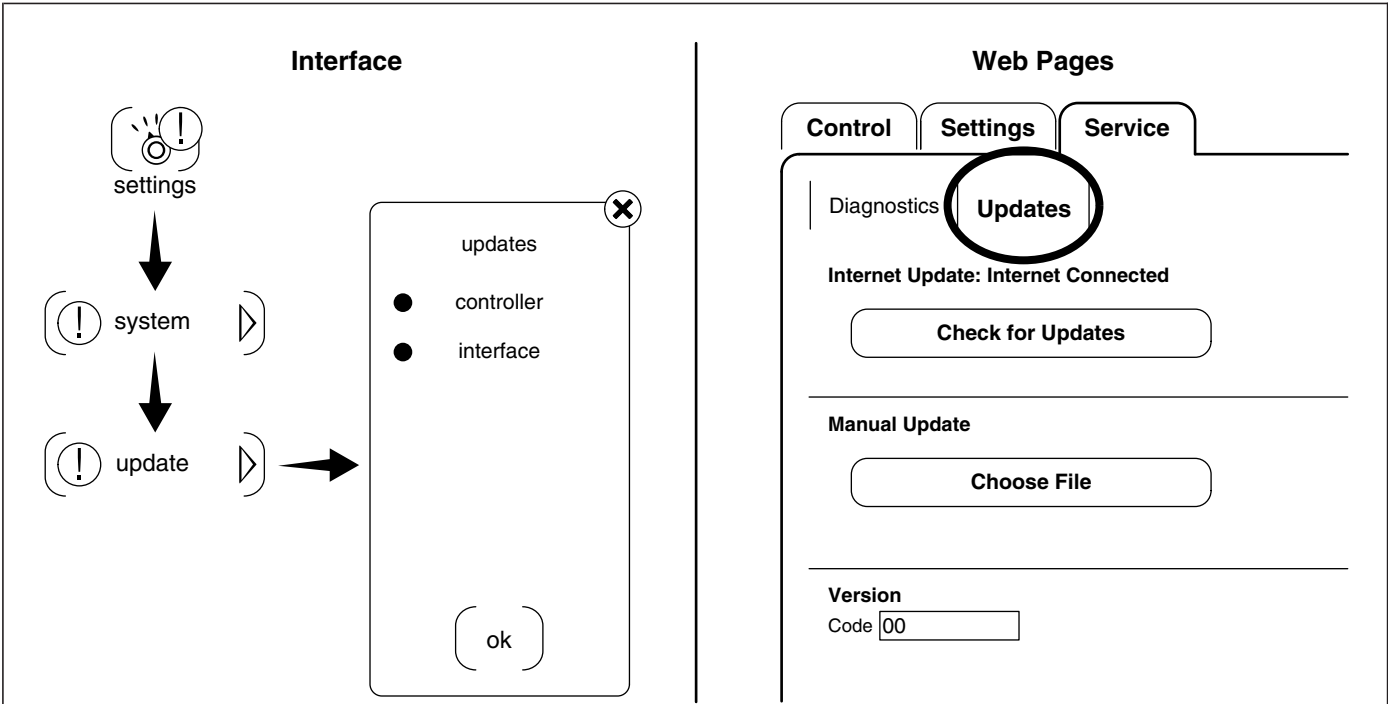 Interface
settings
system
update
updates
controller
interface
ok
Web Pages
Control Settings Service
Diagnostics Updates
Internet Update: Internet Connected
Check for Updates
Manual Update
Choose File
Version
Code 00